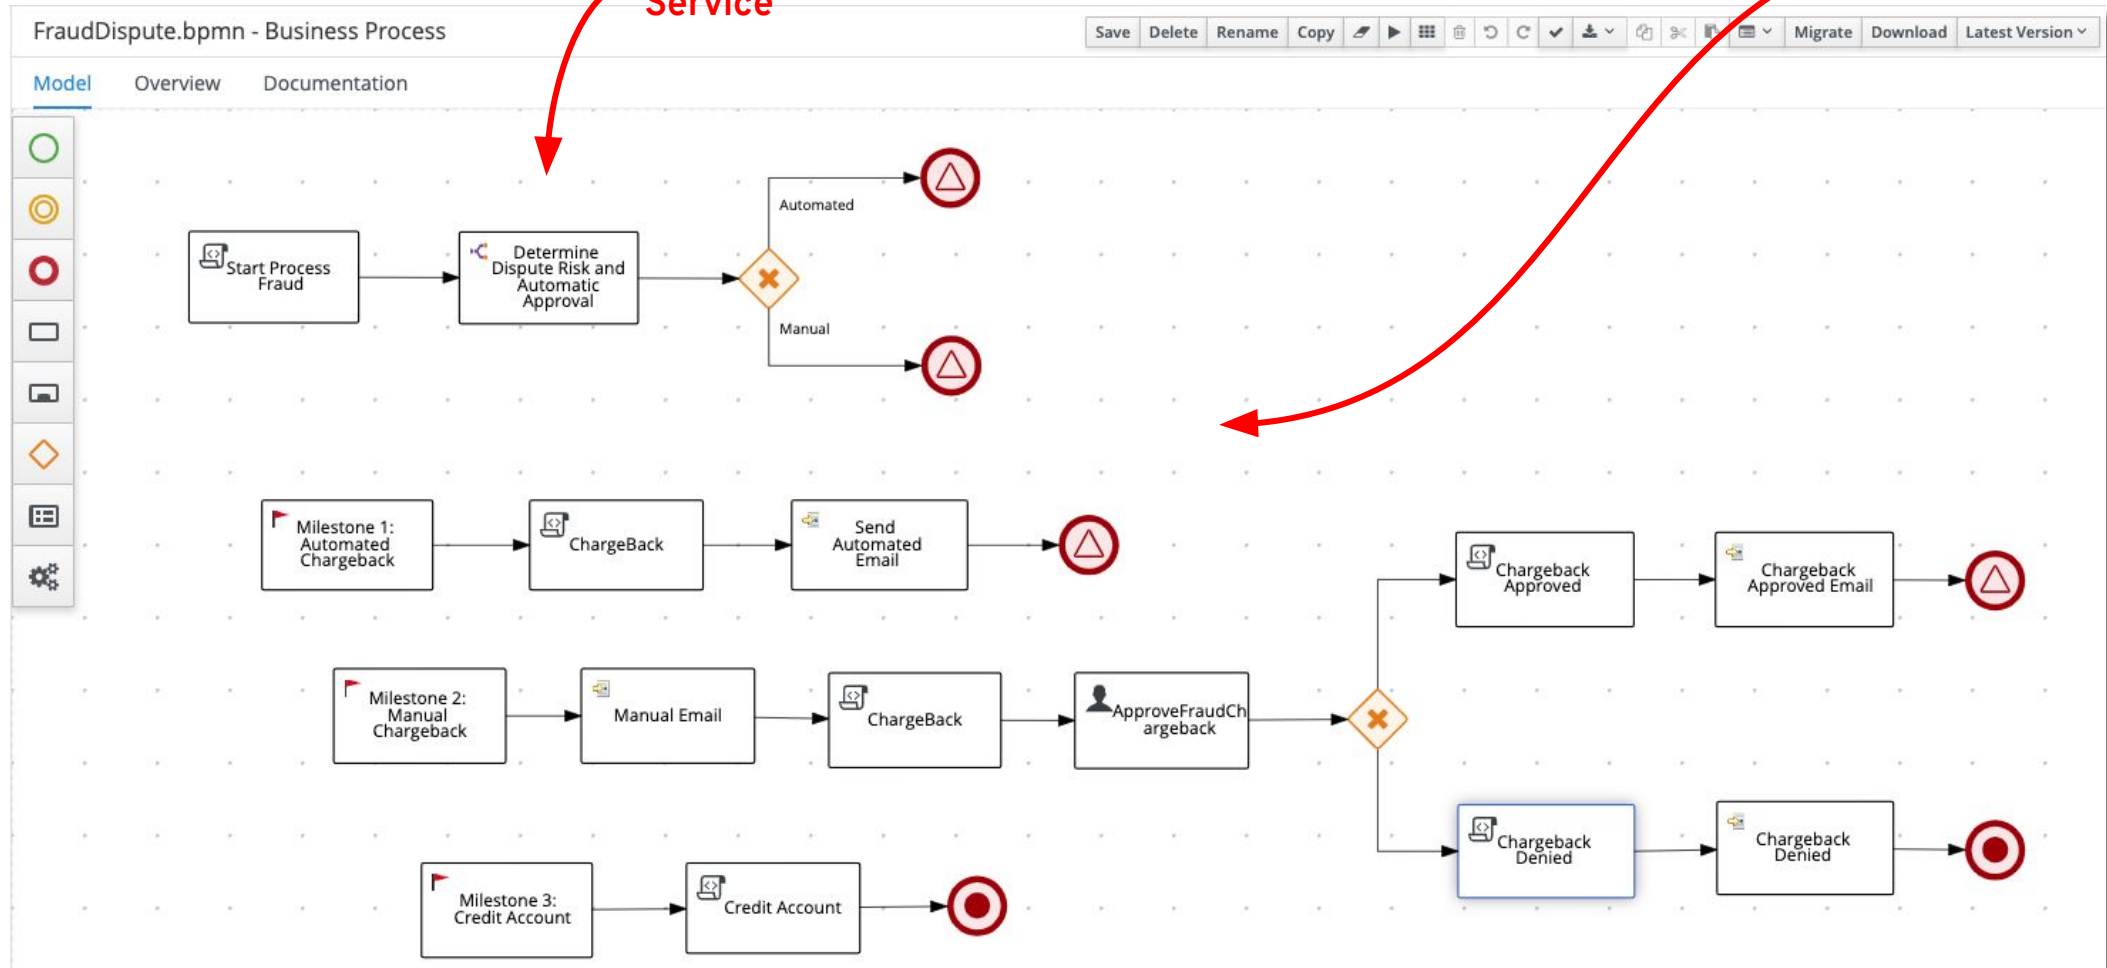 Service
FraudDispute.bpmn - Business Process
Save Delete Rename Copy Migrate Download Latest Version
Model Overview Documentation
Automated
Start Process
Fraud
Determine
Dispute Risk and
Automatic
Approval
Manual
Milestone 1:
Automated
Chargeback
ChargeBack
Send
Automated
Email
Chargeback
Approved
Chargeback
Approved Email
Milestone 2:
Manual
Chargeback
Manual Email
ChargeBack
ApproveFraudCh
argeback
Chargeback
Denied
Chargeback
Denied
Milestone 3:
Credit Account
Credit Account